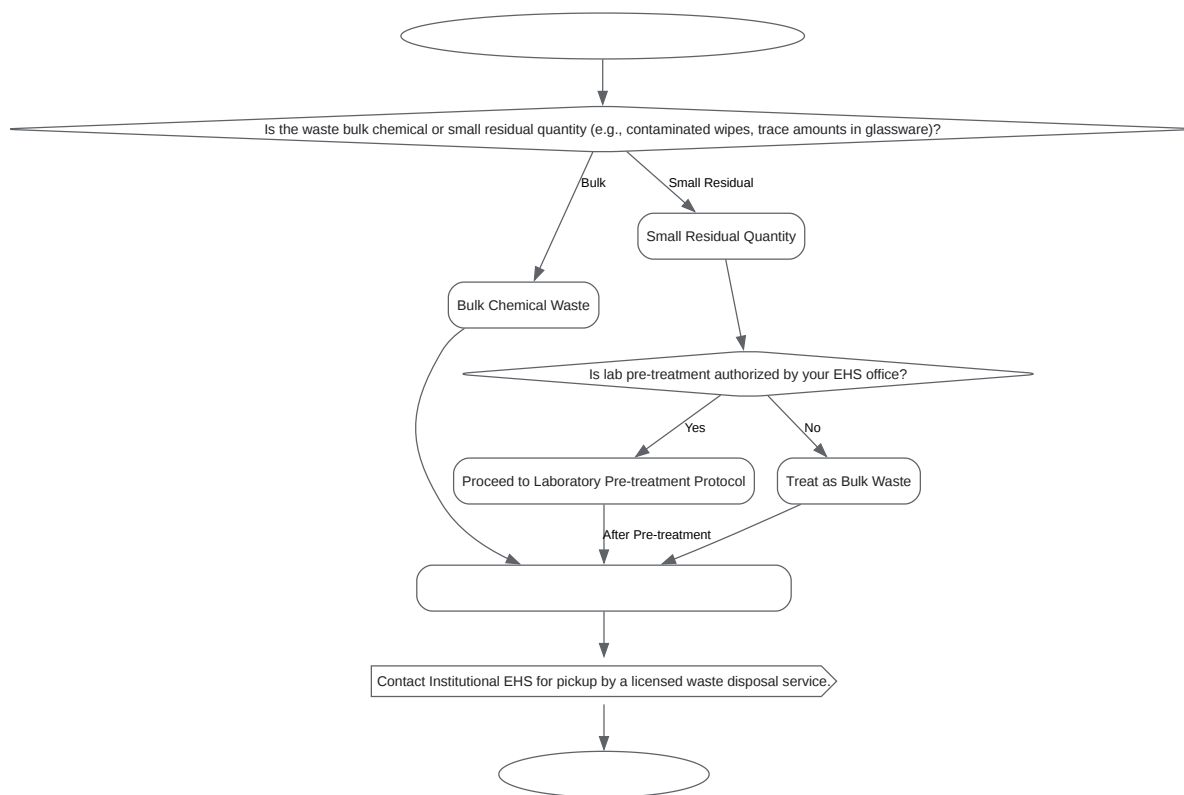 Is the waste bulk chemical or small residual quantity (e.g., contaminated wipes, trace amounts in glassware)?
Bulk
Small Residual
Small Residual Quantity
Bulk Chemical Waste
Is lab pre-treatment authorized by your EHS office?
Yes
No
Proceed to Laboratory Pre-treatment Protocol
Treat as Bulk Waste
After Pre-treatment
Contact Institutional EHS for pickup by a licensed waste disposal service.